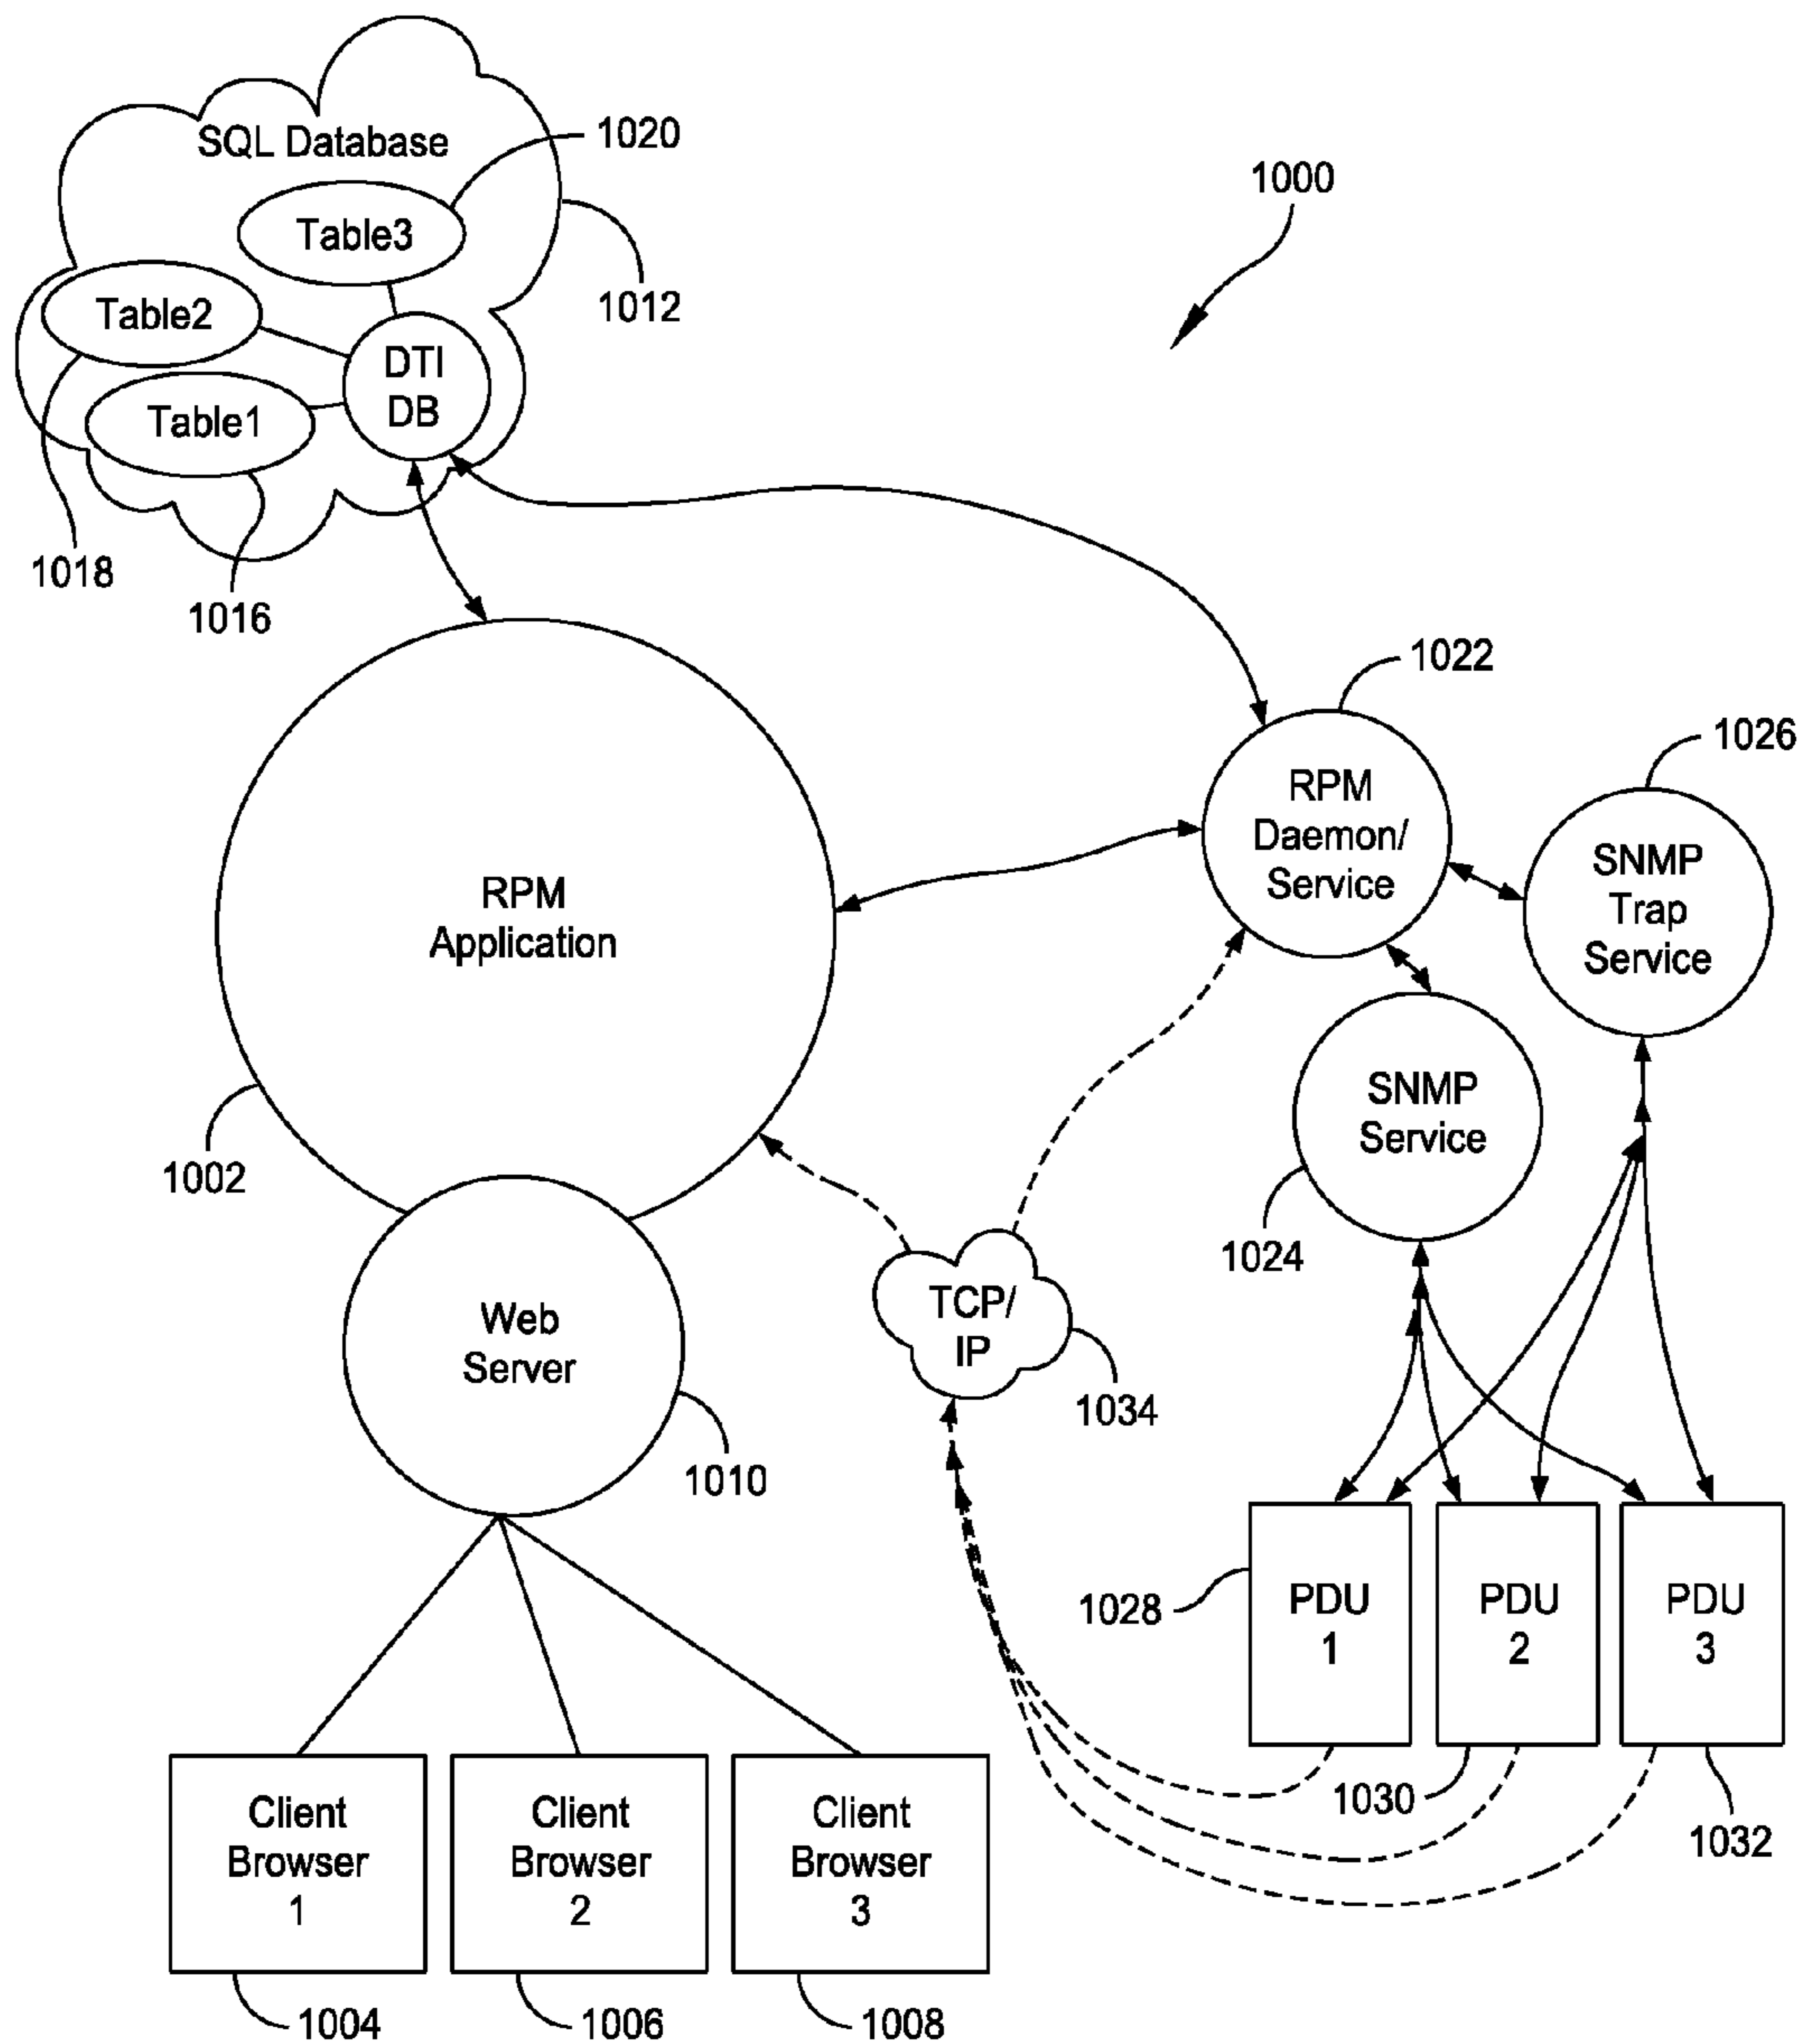 SQL Database
1020
1000
Table3
1012
Table2
DTI
DB
Table1
1018
1016
1022
1026
RPM
Daemon/
Service
SNMP
Trap
Service
RPM
Application
SNMP
Service
1002
1024
TCP/
IP
Web
Server
1034
1010
1028
PDU
1
PDU
2
PDU
3
1030
1032
Client
Browser
1
Client
Browser
2
Client
Browser
3
1004
1006
1008